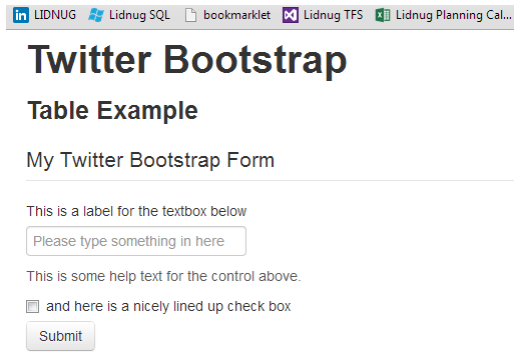 LIDNUG Lidnug SQL bookmarklet Lidnug TFS Lidnug Planning Cal...
Twitter Bootstrap
Table Example
My Twitter Bootstrap Form
This is a label for the textbox below
Please type something in here
This is some help text for the control above.
and here is a nicely lined up check box
Submit